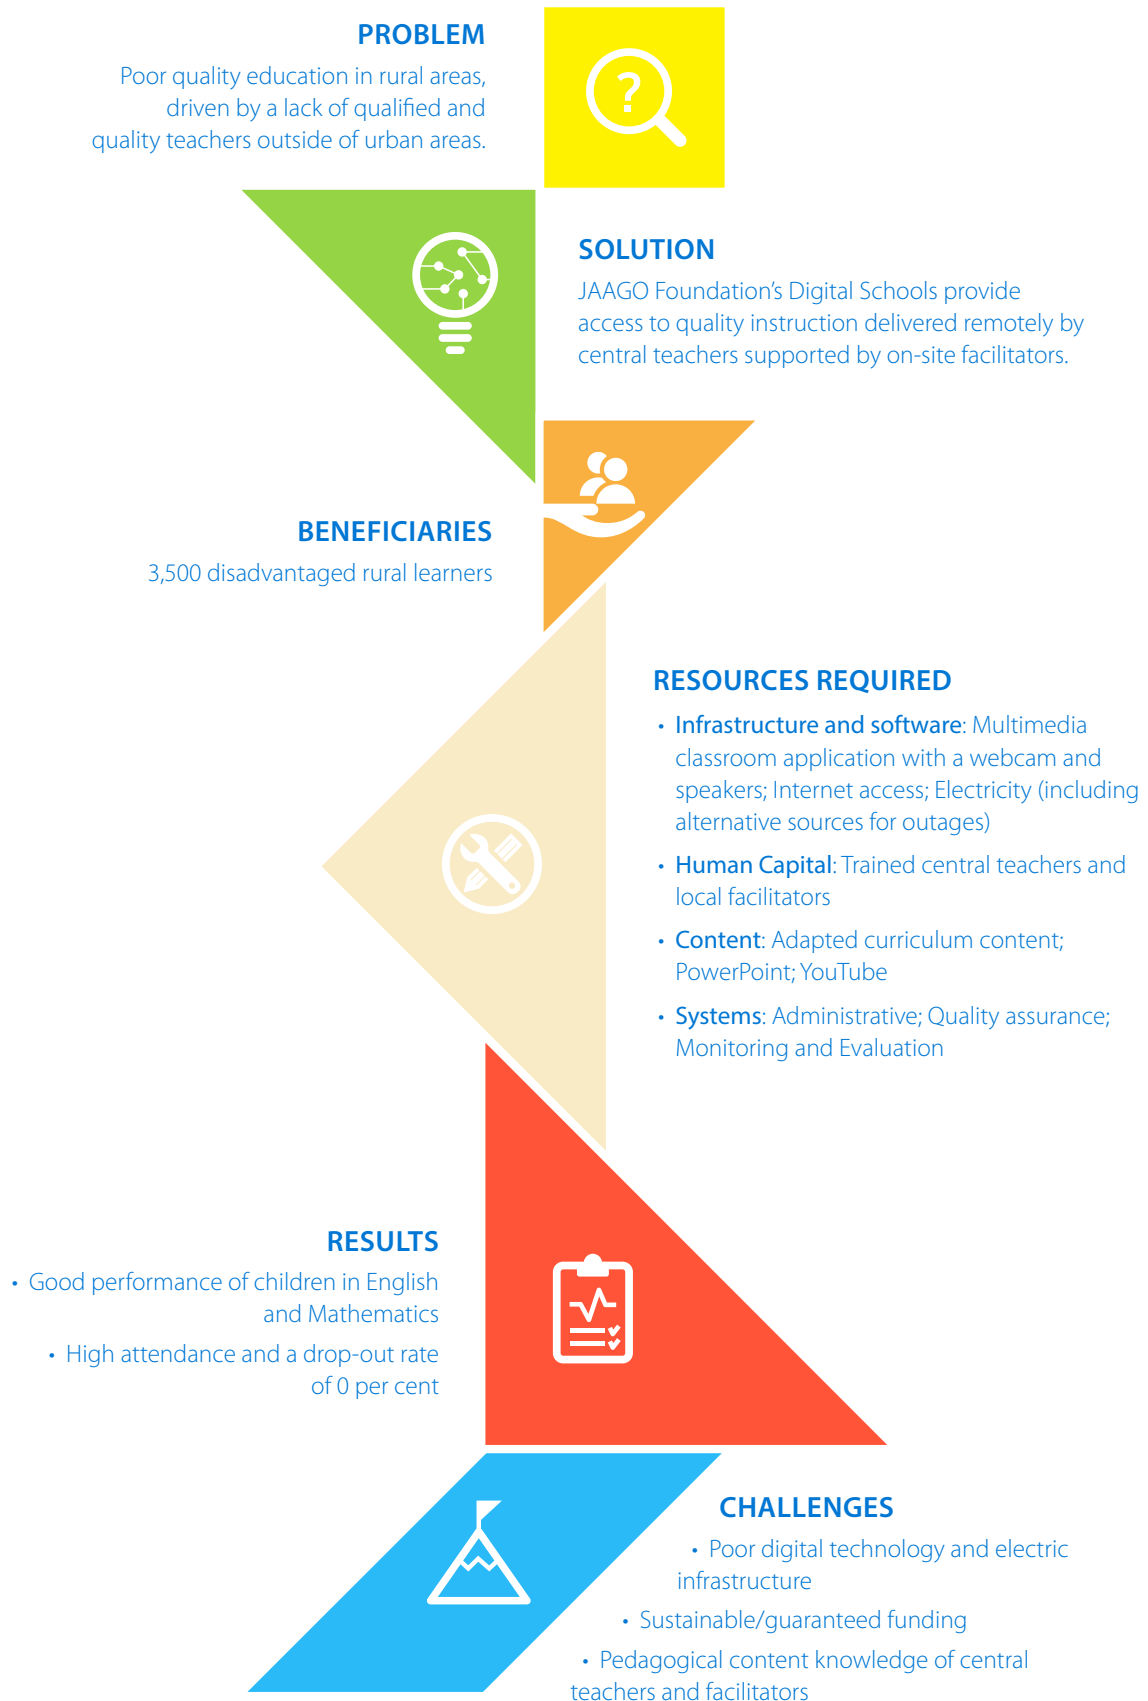 PROBLEM
Poor quality education in rural areas,
driven by a lack of qualified and
quality teachers outside of urban areas.
?
SOLUTION
JAAGO Foundation's Digital Schools provide
access to quality instruction delivered remotely by
central teachers supported by on-site facilitators.
BENEFICIARIES
3,500 disadvantaged rural learners
RESOURCES REQUIRED
• Infrastructure and software: Multimedia
classroom application with a webcam and
speakers; Internet access; Electricity (including
alternative sources for outages)
• Human Capital: Trained central teachers and
local facilitators
• Content: Adapted curriculum content;
PowerPoint; YouTube
• Systems: Administrative; Quality assurance;
Monitoring and Evaluation
RESULTS
• Good performance of children in English
and Mathematics
• High attendance and a drop-out rate
of 0 per cent
CHALLENGES
• Poor digital technology and electric
infrastructure
• Sustainable/guaranteed funding
• Pedagogical content knowledge of central
teachers and facilitators